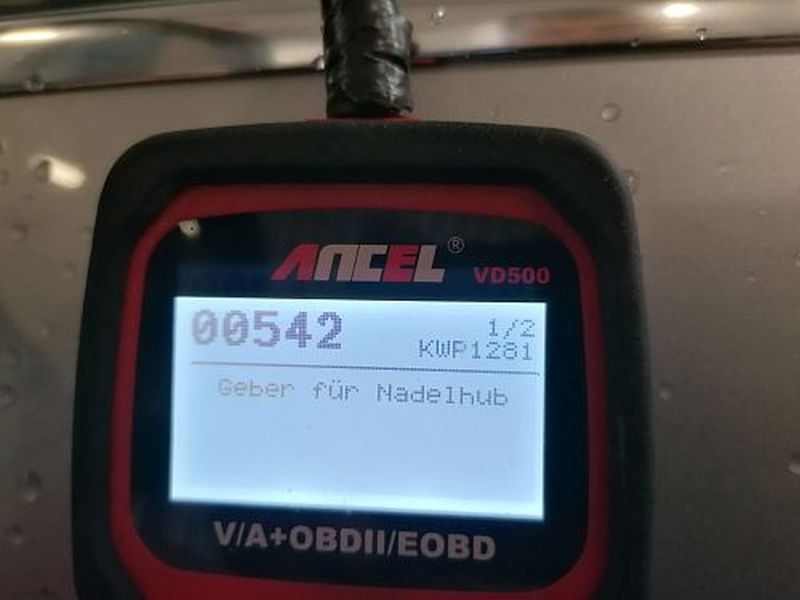 ANCEL®
VD500
00542
1/2
KWP1281
Geber für Nadelhub
V/A+OBDII/EOBD